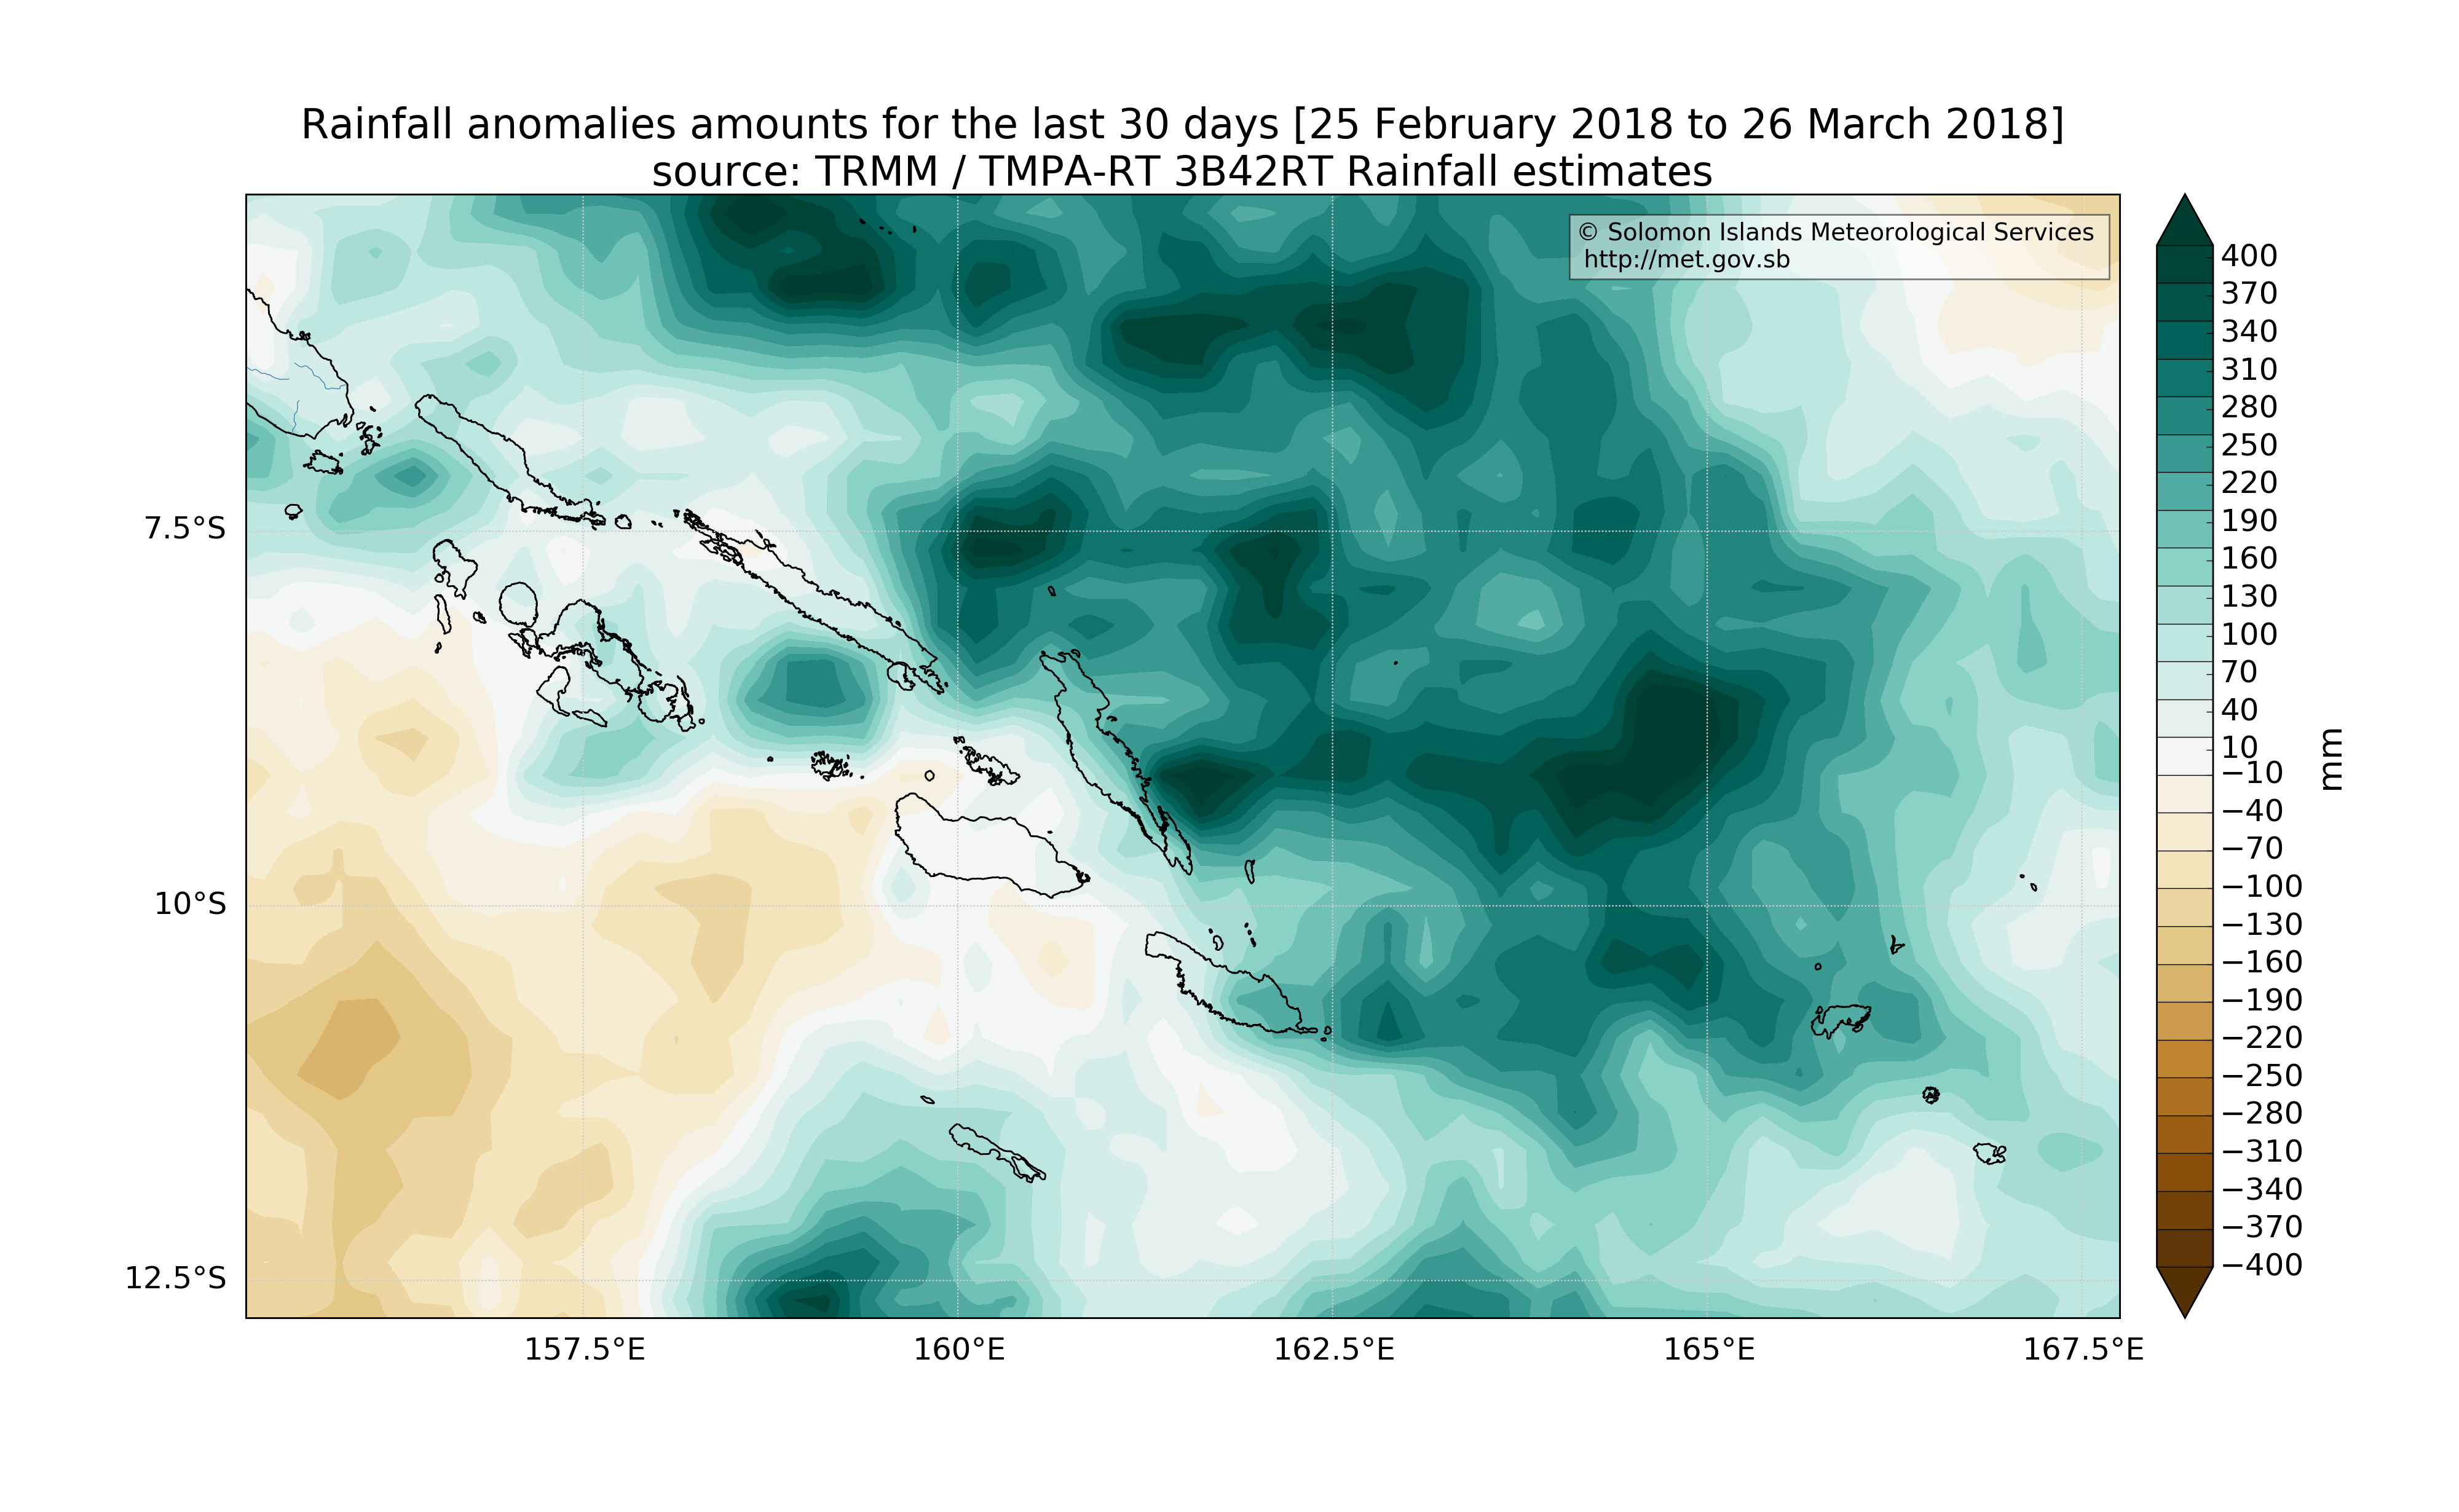 Rainfall anomalies amounts for the last 30 days [25 February 2018 to 26 March 2018]
source: TRMM / TMPA-RT 3B42RT Rainfall estimates
© Solomon Islands Meteorological Services
http://met.gov.sb
7.5°S
10°S
12.5°S
157.5°E
160°E
162.5°E
165°E
167.5°E
400
370
340
310
280
250
220
190
160
130
100
70
40
10
−10
−40
−70
−100
−130
−160
−190
−220
−250
−280
−310
−340
−370
−400
mm